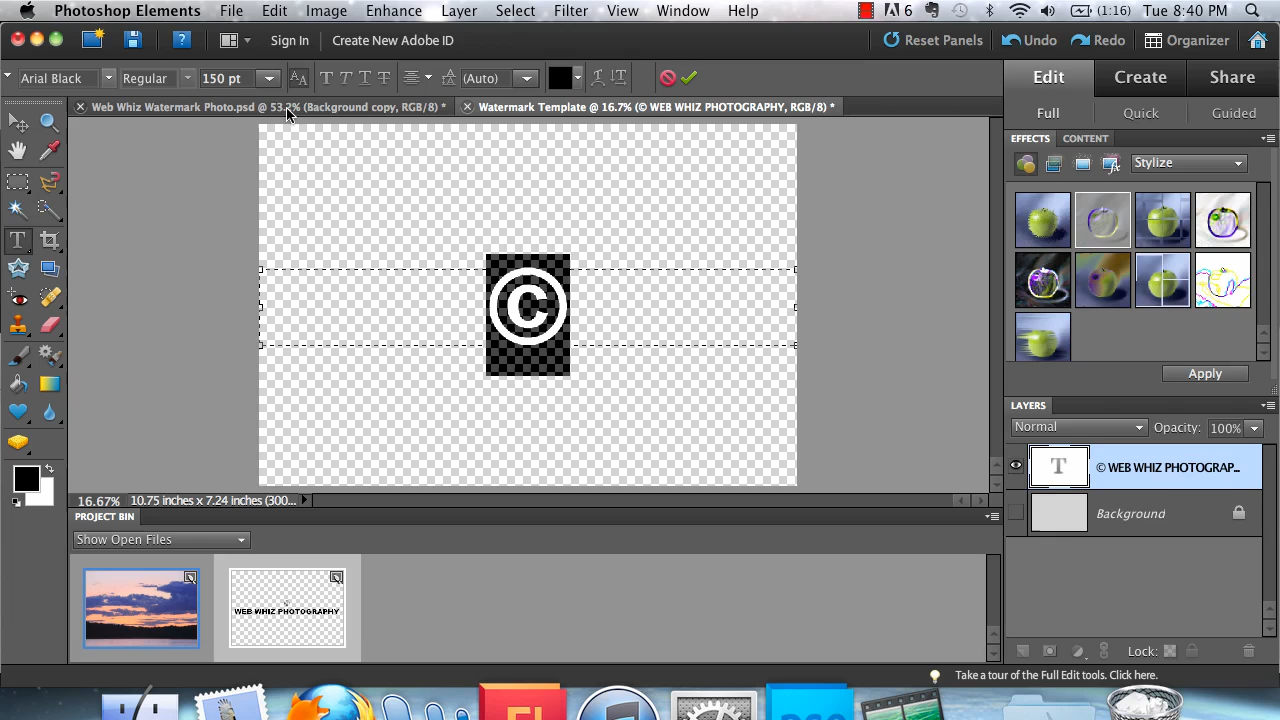 Photoshop Elements File Edit Image Enhance Layer Select Filter View Window Help 6 (1:16) Tue 8:40 PM
? Sign In Create New Adobe ID Reset Panels Undo Redo Organizer
Arial Black Regular 150 pt (Auto) Edit Create Share
Web Whiz Watermark Photo.psd @ 53.2% (Background copy, RGB/8) * Watermark Template @ 16.7% (© WEB WHIZ PHOTOGRAPHY, RGB/8) *
Full Quick Guided
EFFECTS CONTENT
Stylize
©
Apply
LAYERS
Normal Opacity: 100%
T © WEB WHIZ PHOTOGRAP...
Background
16.67% 10.75 inches x 7.24 inches (300...
PROJECT BIN
Show Open Files
WEB WHIZ PHOTOGRAPHY
Lock:
Take a tour of the Full Edit tools. Click here.